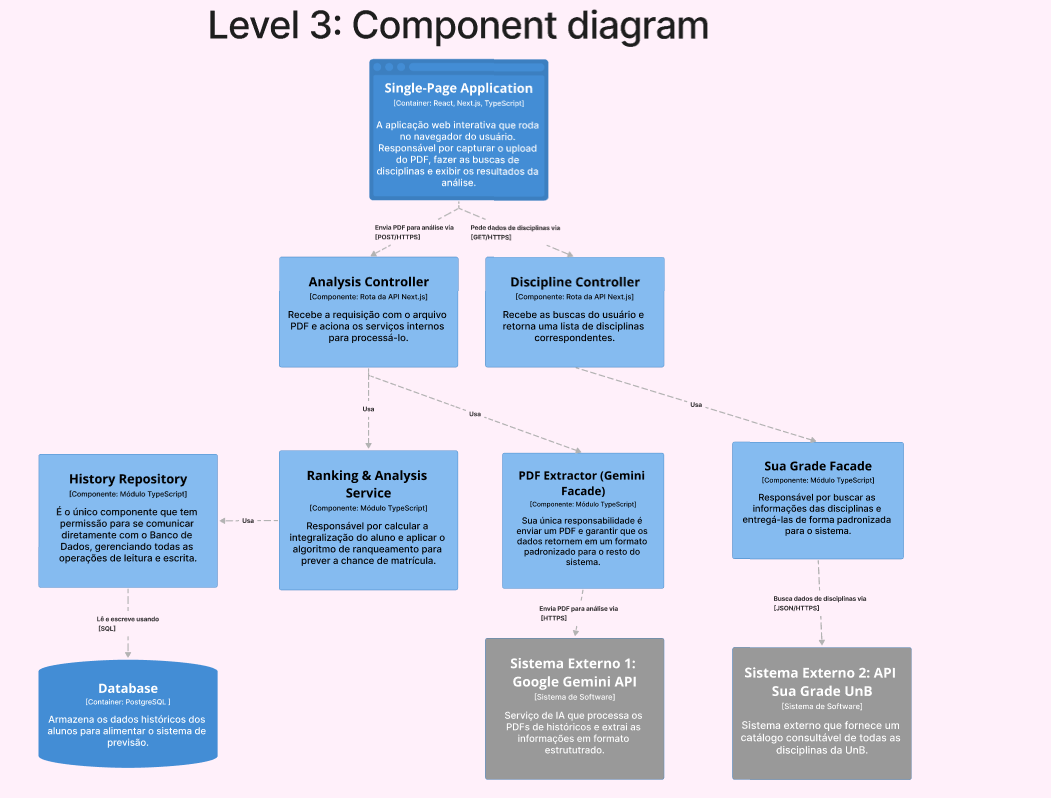 Level 3: Component diagram
Single-Page Application
[Container: React, Next.js, TypeScript]
A aplicação web interativa que roda
no navegador do usuário.
Responsável por capturar o upload
do PDF, fazer as buscas de
disciplinas e exibir os resultados da
análise.
Envia PDF para análise via
[POST/HTTPS]
Pede dados de disciplinas via
[GET/HTTPS]
Analysis Controller
[Componente: Rota da API Next.js]
Recebe a requisição com o arquivo
PDF e aciona os serviços internos
para processá-lo.
Discipline Controller
[Componente: Rota da API Next.js]
Recebe as buscas do usuário e
retorna uma lista de disciplinas
correspondentes.
Usa
Usa
Usa
History Repository
[Componente: Módulo TypeScript]
É o único componente que tem
permissão para se comunicar
diretamente com o Banco de
Dados, gerenciando todas as
operações de leitura e escrita.
Usa
Ranking & Analysis
Service
[Componente: Módulo TypeScript]
Responsável por calcular a
integralização do aluno e aplicar o
algoritmo de ranqueamento para
prever a chance de matrícula.
PDF Extractor (Gemini
Facade)
[Componente: Módulo TypeScript]
Sua única responsabilidade é
enviar um PDF e garantir que os
dados retornem em um formato
padronizado para o resto do
sistema.
Sua Grade Facade
[Componente: Módulo TypeScript]
Responsável por buscar as
informações das disciplinas e
entregá-las de forma padronizada
para o sistema.
Lê e escreve usando
[SQL]
Envia PDF para análise via
[HTTPS]
Busca dados de disciplinas via
[JSON/HTTPS]
Database
[Container: PostgreSQL ]
Armazena os dados históricos dos
alunos para alimentar o sistema de
previsão.
Sistema Externo 1:
Google Gemini API
[Sistema de Software]
Serviço de IA que processa os
PDFs de históricos e extrai as
informações em formato
estrututrado.
Sistema Externo 2: API
Sua Grade UnB
[Sistema de Software]
Sistema externo que fornece um
catálogo consultável de todas as
disciplinas da UnB.